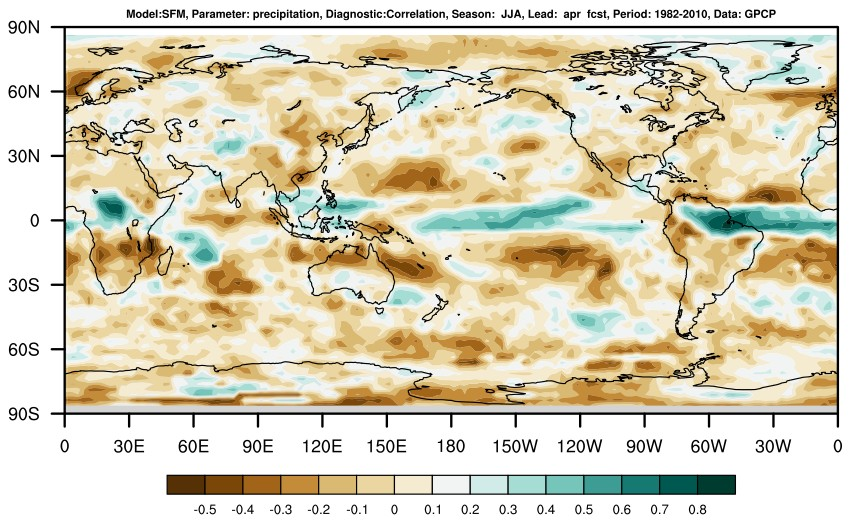 Model:SFM, Parameter: precipitation, Diagnostic:Correlation, Season:  JJA, Lead:  apr  fcst, Period: 1982-2010, Data: GPCP
90N
60N
30N
0
30S
60S
90S
0 30E 60E 90E 120E 150E 180 150W 120W 90W 60W 30W 0
-0.5 -0.4 -0.3 -0.2 -0.1 0 0.1 0.2 0.3 0.4 0.5 0.6 0.7 0.8